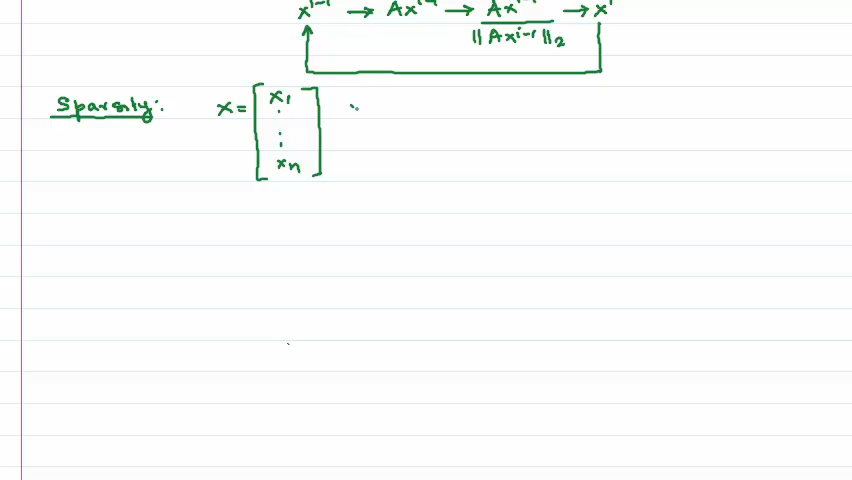 x^{i-1} → Ax^{i-1} → Ax^{i-1} / ||Ax^{i-1}||_2 → x^i
Sparsity: x = [x_1 ⋮ x_n]